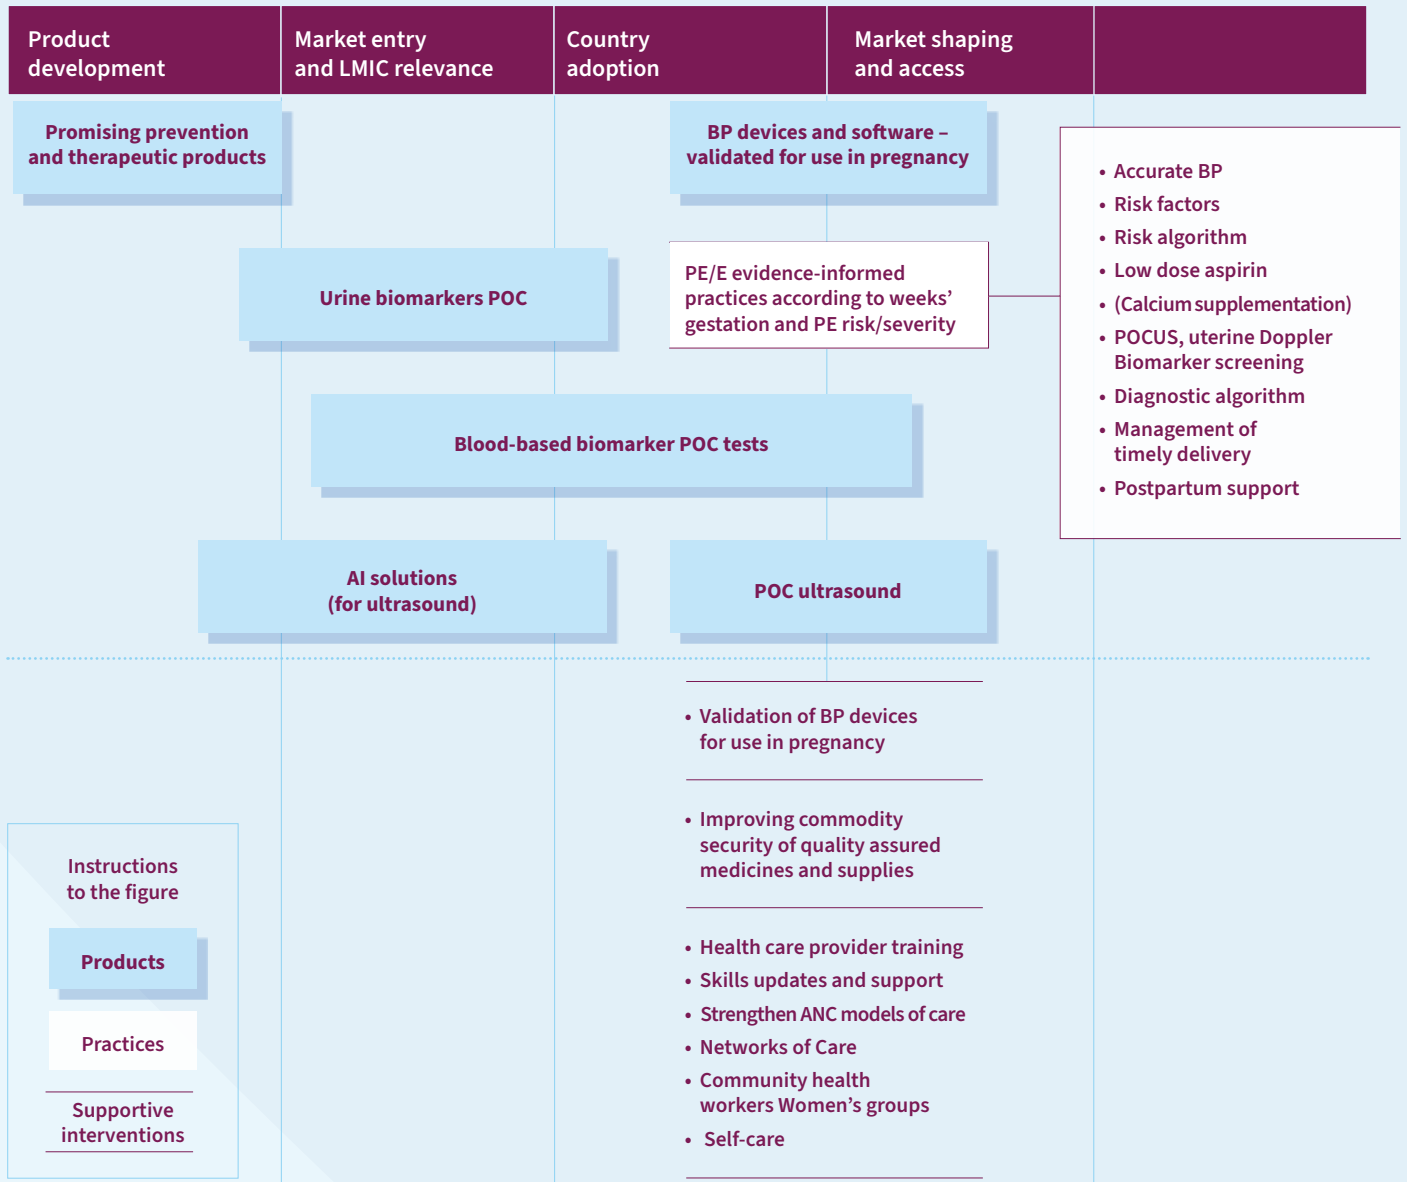 Product
development
Market entry
and LMIC relevance
Country
adoption
Market shaping
and access
Promising prevention
and therapeutic products
BP devices and software –
validated for use in pregnancy
Urine biomarkers POC
PE/E evidence-informed
practices according to weeks’
gestation and PE risk/severity
• Accurate BP
• Risk factors
• Risk algorithm
• Low dose aspirin
• (Calcium supplementation)
• POCUS, uterine Doppler
Biomarker screening
• Diagnostic algorithm
• Management of
timely delivery
• Postpartum support
Blood-based biomarker POC tests
AI solutions
(for ultrasound)
POC ultrasound
• Validation of BP devices
for use in pregnancy
• Improving commodity
security of quality assured
medicines and supplies
• Health care provider training
• Skills updates and support
• Strengthen ANC models of care
• Networks of Care
• Community health
workers Women’s groups
• Self-care
Instructions
to the figure
Products
Practices
Supportive
interventions